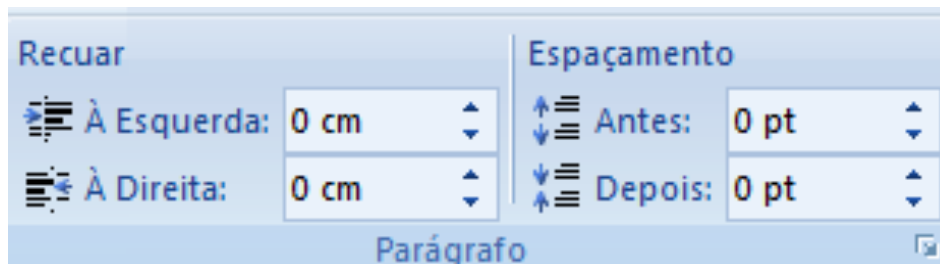 Recuar Espaçamento
À Esquerda: 0 cm Antes: 0 pt
À Direita: 0 cm Depois: 0 pt
Parágrafo